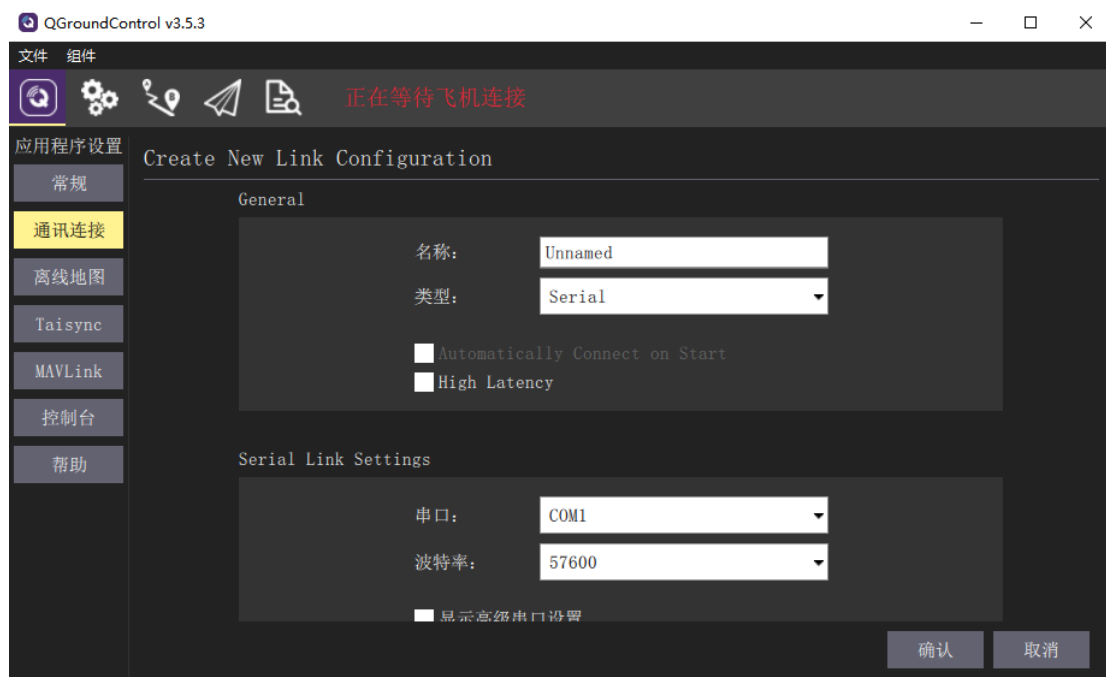 QGroundControl v3.5.3
文件 组件
正在等待飞机连接
应用程序设置
常规
通讯连接
离线地图
Taisync
MAVLink
控制台
帮助
Create New Link Configuration
General
名称： Unnamed
类型： Serial
Automatically Connect on Start
High Latency
Serial Link Settings
串口： COM1
波特率： 57600
显示高级串口设置
确认 取消